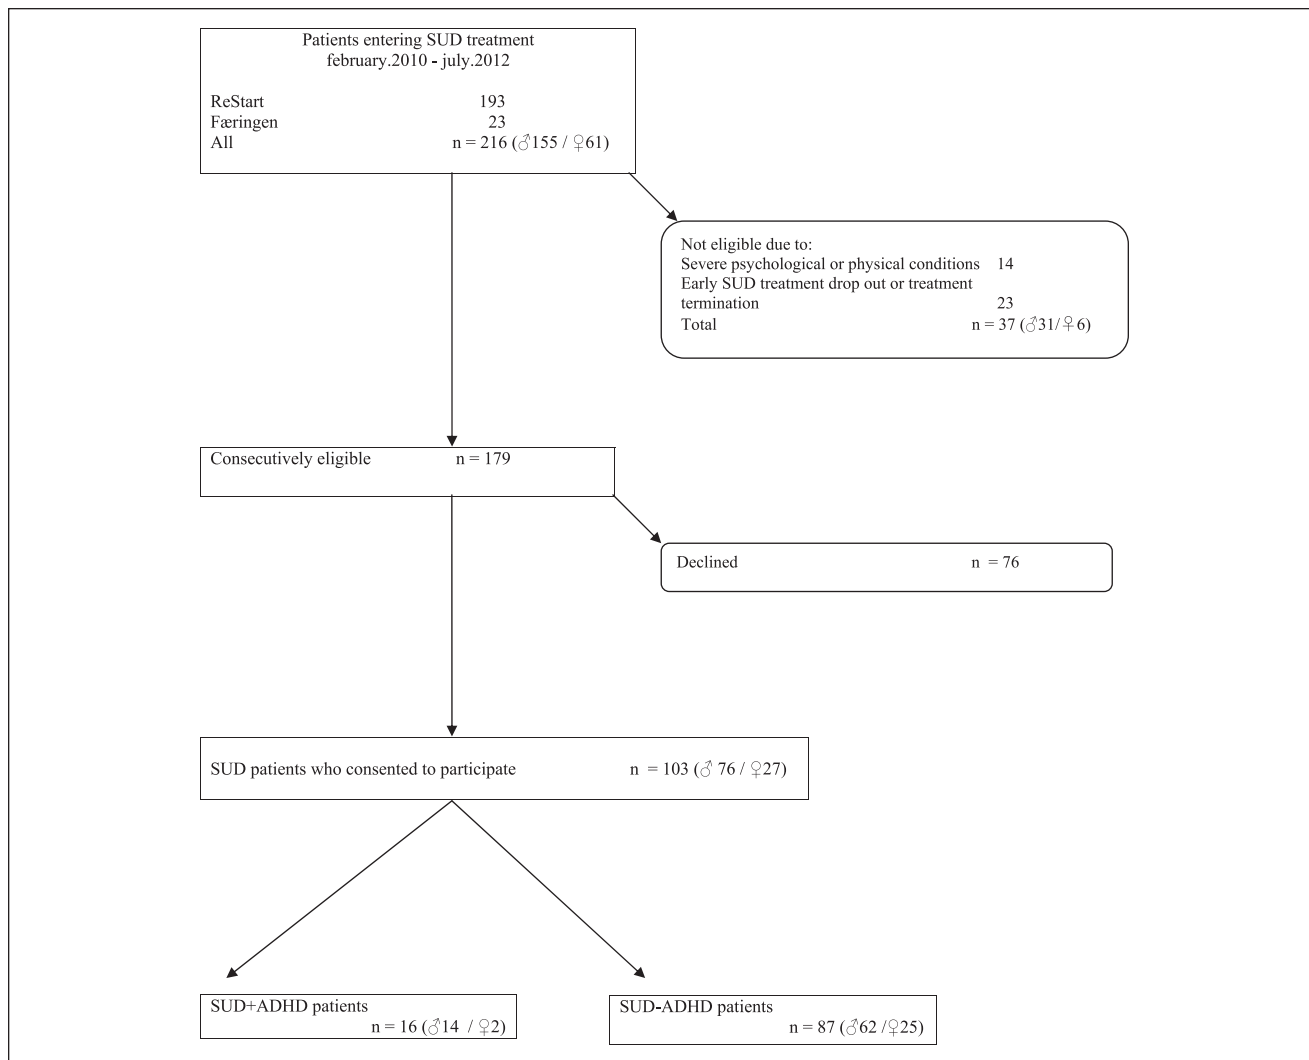 Patients entering SUD treatment
february.2010 - july.2012
ReStart 193
Færingen 23
All n = 216 (♂155 / ♀61)
Not eligible due to:
Severe psychological or physical conditions 14
Early SUD treatment drop out or treatment
termination 23
Total n = 37 (♂31/♀6)
Consecutively eligible n = 179
Declined n = 76
SUD patients who consented to participate n = 103 (♂ 76 / ♀27)
SUD+ADHD patients
n = 16 (♂14 / ♀2)
SUD-ADHD patients
n = 87 (♂62 /♀25)